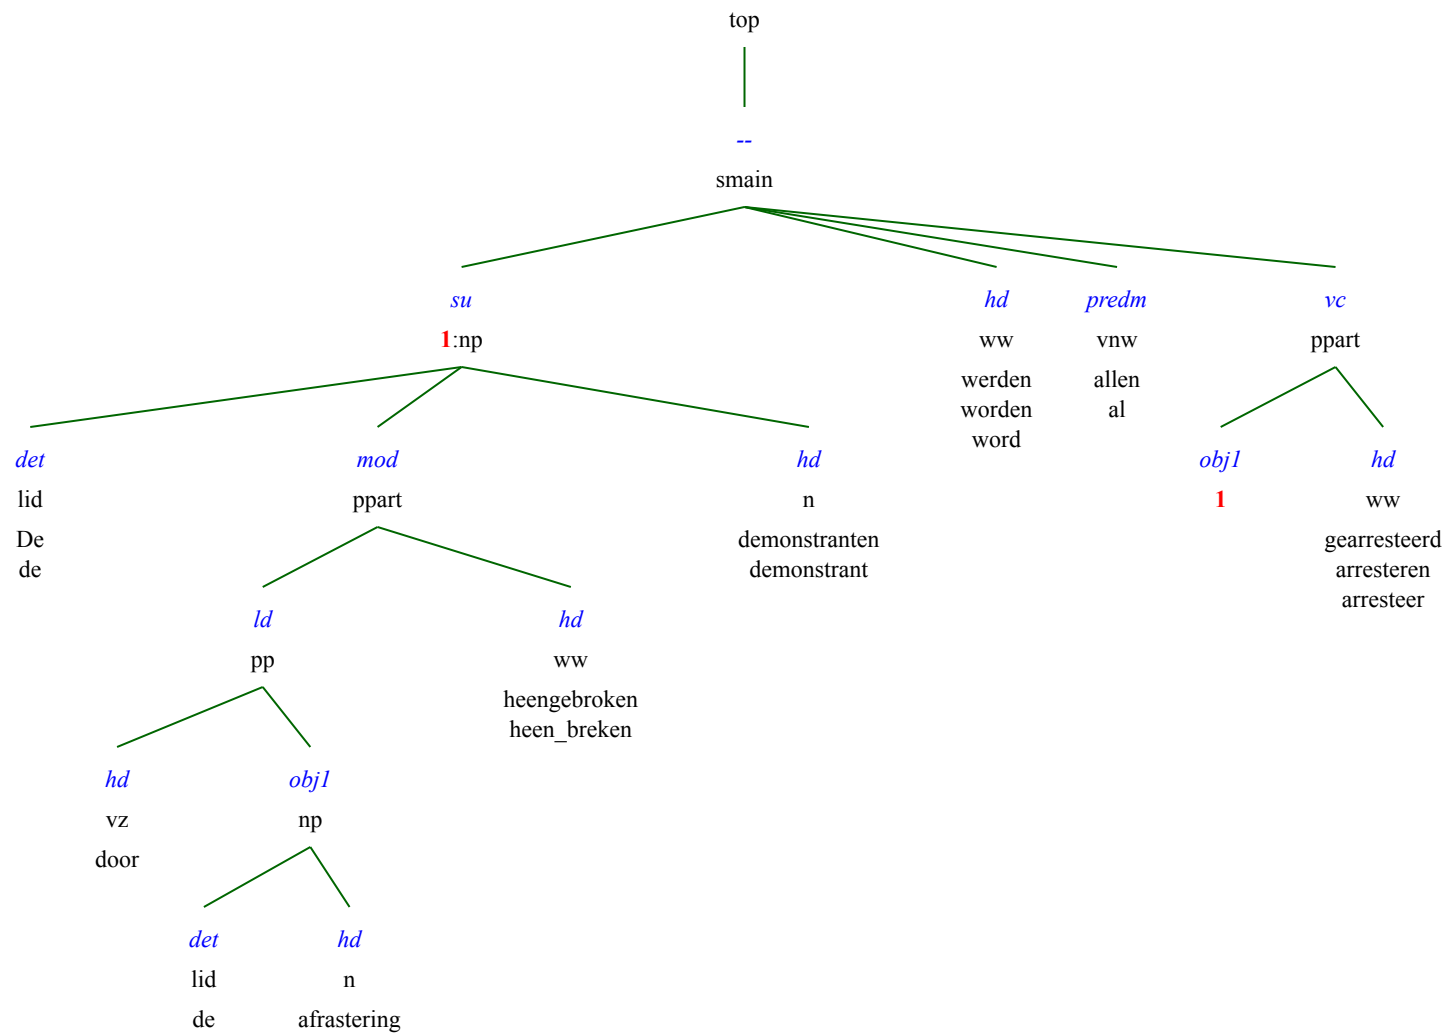 top
--
smain
su hd predm vc
1:np ww vnw ppart
werden allen
worden al
word
det mod hd obj1 hd
lid ppart n 1 ww
De demonstranten gearresteerd
de demonstrant arresteren
arresteer
ld hd
pp ww
heengebroken
heen_breken
hd obj1
vz np
door
det hd
lid n
de afrastering